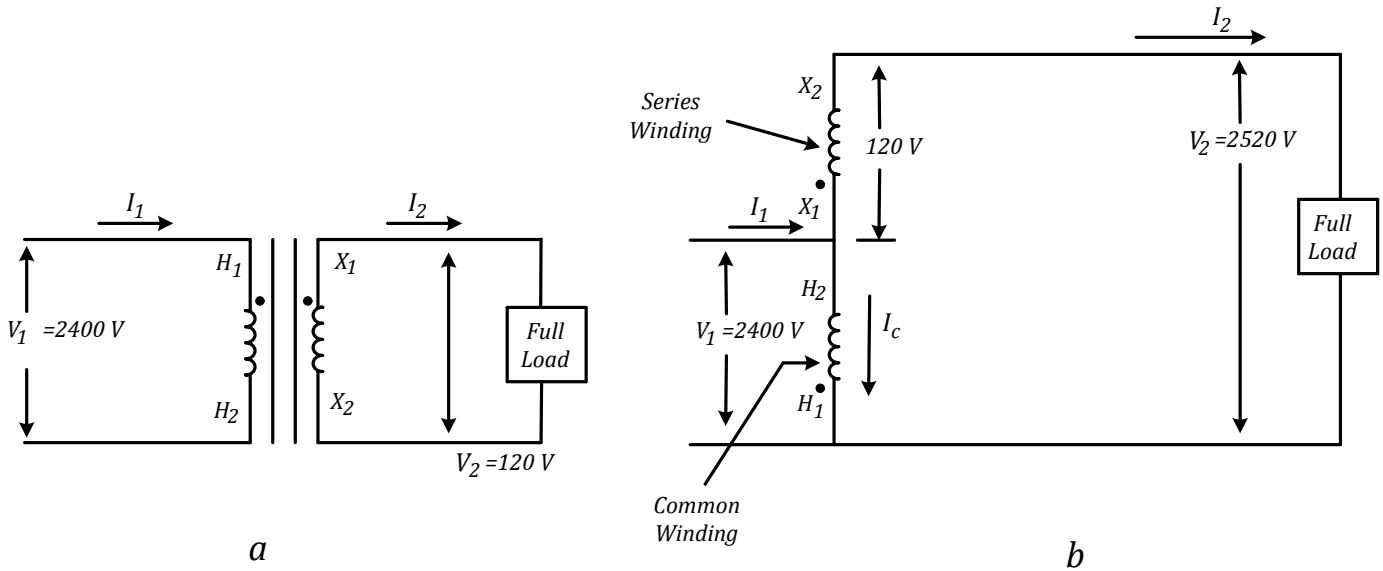 I1
I2
H1
X1
V1 =2400 V
Full
Load
H2
X2
V2 =120 V
a
I2
X2
Series
Winding
120 V
V2 =2520 V
X1
I1
Full
Load
H2
V1 =2400 V
Ic
H1
Common
Winding
b